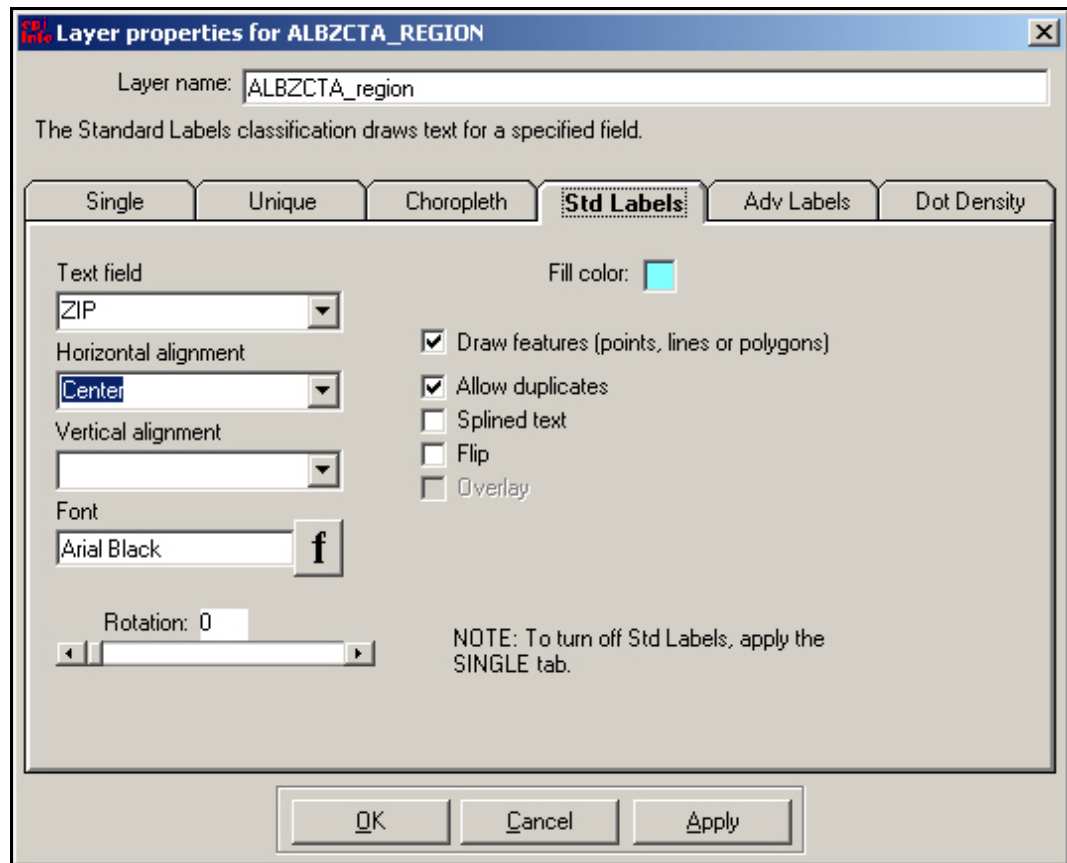 epi info Layer properties for ALBZCTA_REGION
Layer name: ALBZCTA_region
The Standard Labels classification draws text for a specified field.
Single Unique Choropleth Std Labels Adv Labels Dot Density
Text field
Fill color:
ZIP
Draw features (points, lines or polygons)
Horizontal alignment
Center
Allow duplicates
Splined text
Vertical alignment
Flip
Overlay
Font
Arial Black f
Rotation: 0
NOTE: To turn off Std Labels, apply the
SINGLE tab.
OK Cancel Apply